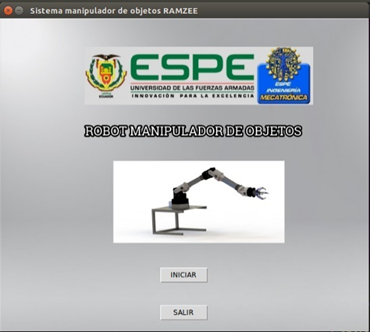 Sistema manipulador de objetos RAMZEE
ESPE
UNIVERSIDAD DE LAS FUERZAS ARMADAS
INNOVACIÓN PARA LA EXCELENCIA
ESPE
INGENIERÍA
MECATRÓNICA
ROBOT MANIPULADOR DE OBJETOS
INICIAR
SALIR